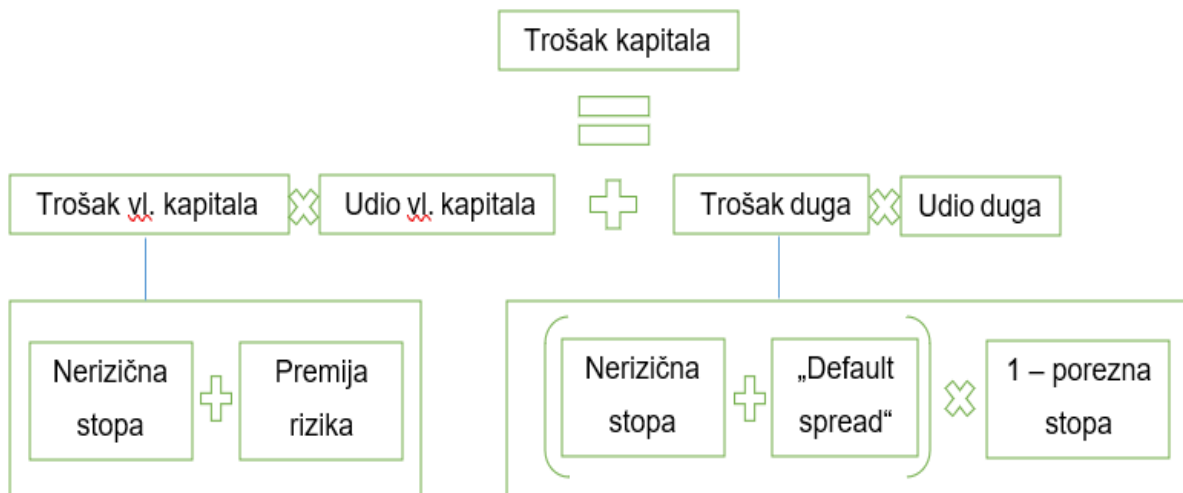 Trošak kapitala
Trošak vl. kapitala
Udio vl. kapitala
Trošak duga
Udio duga
Nerizična
stopa
Premija
rizika
Nerizična
stopa
„Default
spread“
1 – porezna
stopa